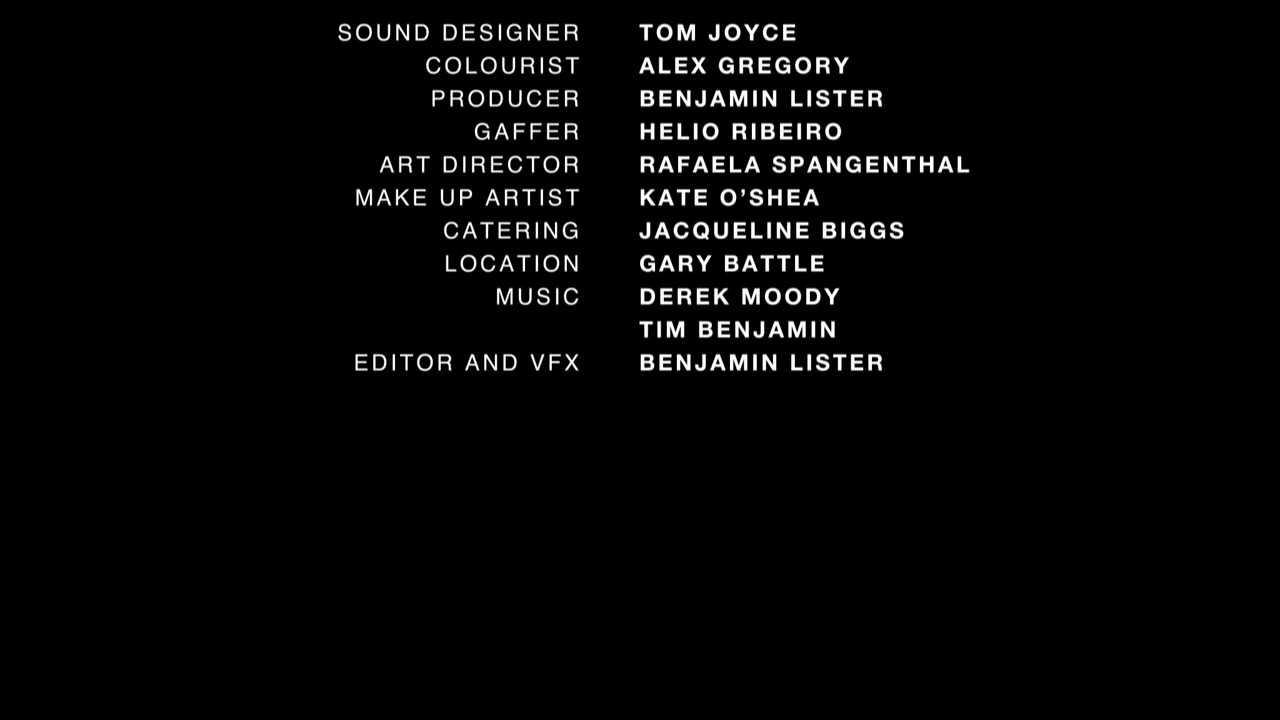 SOUND DESIGNER TOM JOYCE
COLOURIST ALEX GREGORY
PRODUCER BENJAMIN LISTER
GAFFER HELIO RIBEIRO
ART DIRECTOR RAFAELA SPANGENTHAL
MAKE UP ARTIST KATE O’SHEA
CATERING JACQUELINE BIGGS
LOCATION GARY BATTLE
MUSIC DEREK MOODY
TIM BENJAMIN
EDITOR AND VFX BENJAMIN LISTER